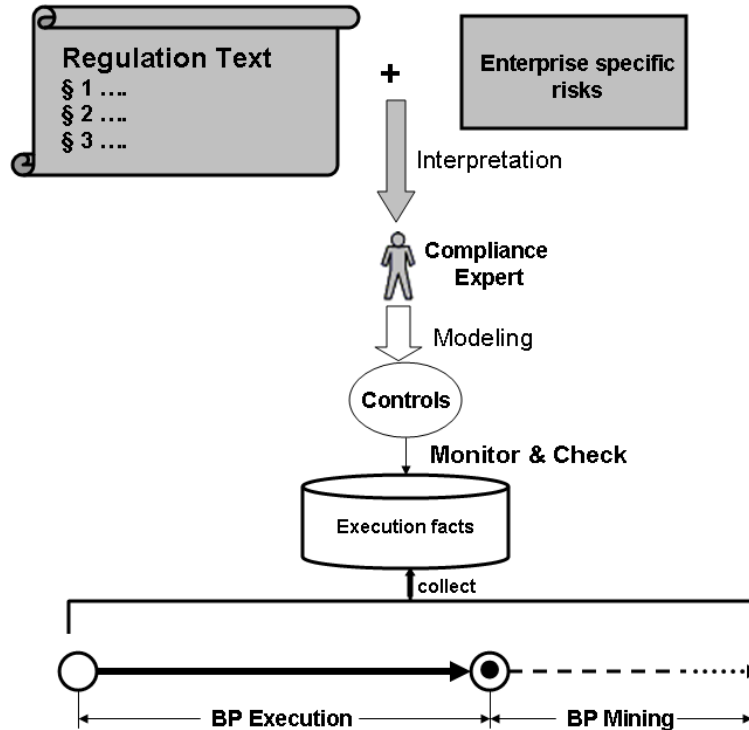 Regulation Text
§ 1 ....
§ 2 ....
§ 3 ....
+
Enterprise specific
risks
Interpretation
Compliance
Expert
Modeling
Controls
Monitor & Check
Execution facts
collect
BP Execution
BP Mining